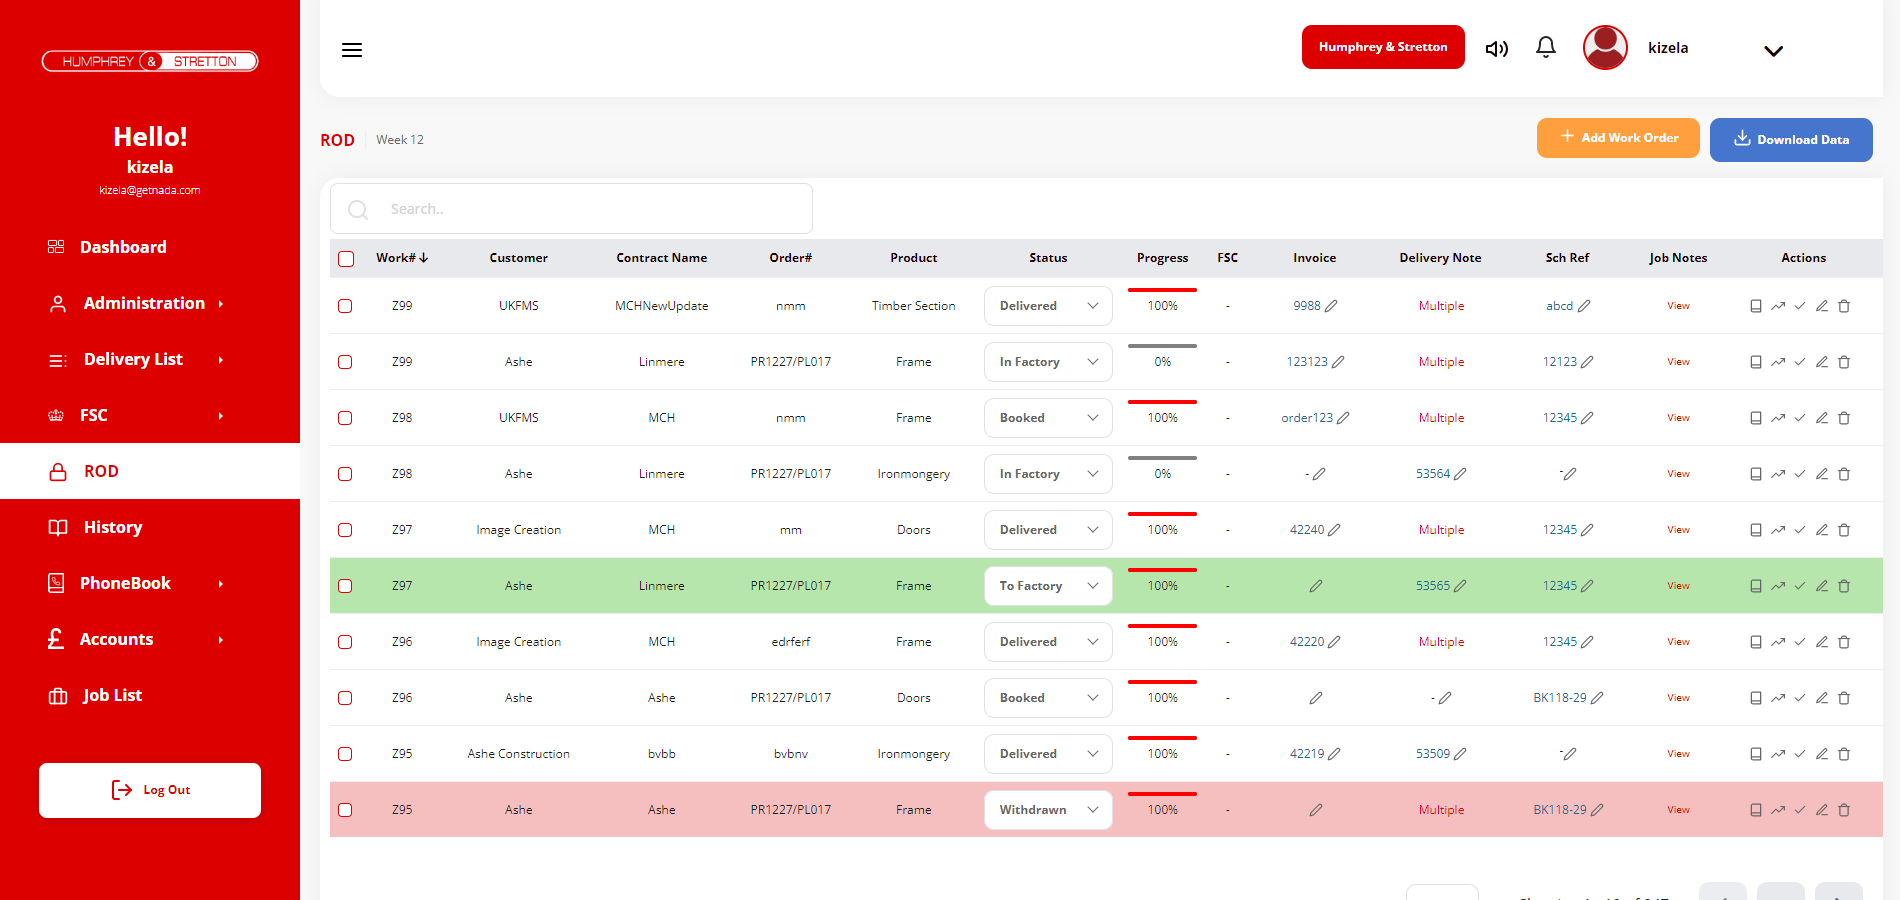 HUMPHREY & STRETTON
Hello!
kizela
kizela@getnada.com
Dashboard
Administration
Delivery List
FSC
ROD
History
PhoneBook
Accounts
Job List
Log Out
Humphrey & Stretton
kizela
ROD Week 12
Add Work Order
Download Data
Search..
Work# Customer Contract Name Order# Product Status Progress FSC Invoice Delivery Note Sch Ref Job Notes Actions
Z99 UKFMS MCHNewUpdate nmm Timber Section Delivered 100% - 9988 Multiple abcd View
Z99 Ashe Linmere PR1227/PL017 Frame In Factory 0% - 123123 Multiple 12123 View
Z98 UKFMS MCH nmm Frame Booked 100% - order123 Multiple 12345 View
Z98 Ashe Linmere PR1227/PL017 Ironmongery In Factory 0% - - 53564 - View
Z97 Image Creation MCH mm Doors Delivered 100% - 42240 Multiple 12345 View
Z97 Ashe Linmere PR1227/PL017 Frame To Factory 100% - 53565 12345 View
Z96 Image Creation MCH edrferf Frame Delivered 100% - 42220 Multiple 12345 View
Z96 Ashe Ashe PR1227/PL017 Doors Booked 100% - - BK118-29 View
Z95 Ashe Construction bvbb bvbnv Ironmongery Delivered 100% - 42219 53509 - View
Z95 Ashe Ashe PR1227/PL017 Frame Withdrawn 100% - Multiple BK118-29 View